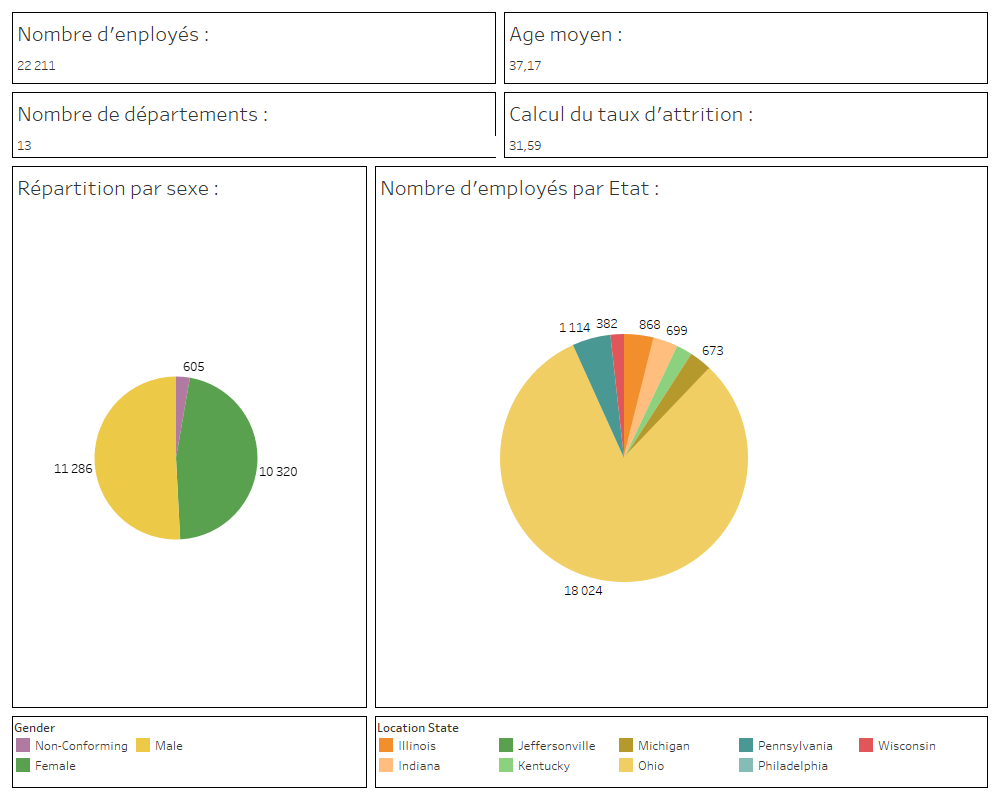 Nombre d'enployés :
22 211
Age moyen :
37,17
Nombre de départements :
13
Calcul du taux d'attrition :
31,59
Répartition par sexe :
605
11 286
10 320
Nombre d'employés par Etat :
1 114
382
868
699
673
18 024
Gender
Non-Conforming Male
Female
Location State
Illinois Jeffersonville Michigan Pennsylvania Wisconsin
Indiana Kentucky Ohio Philadelphia